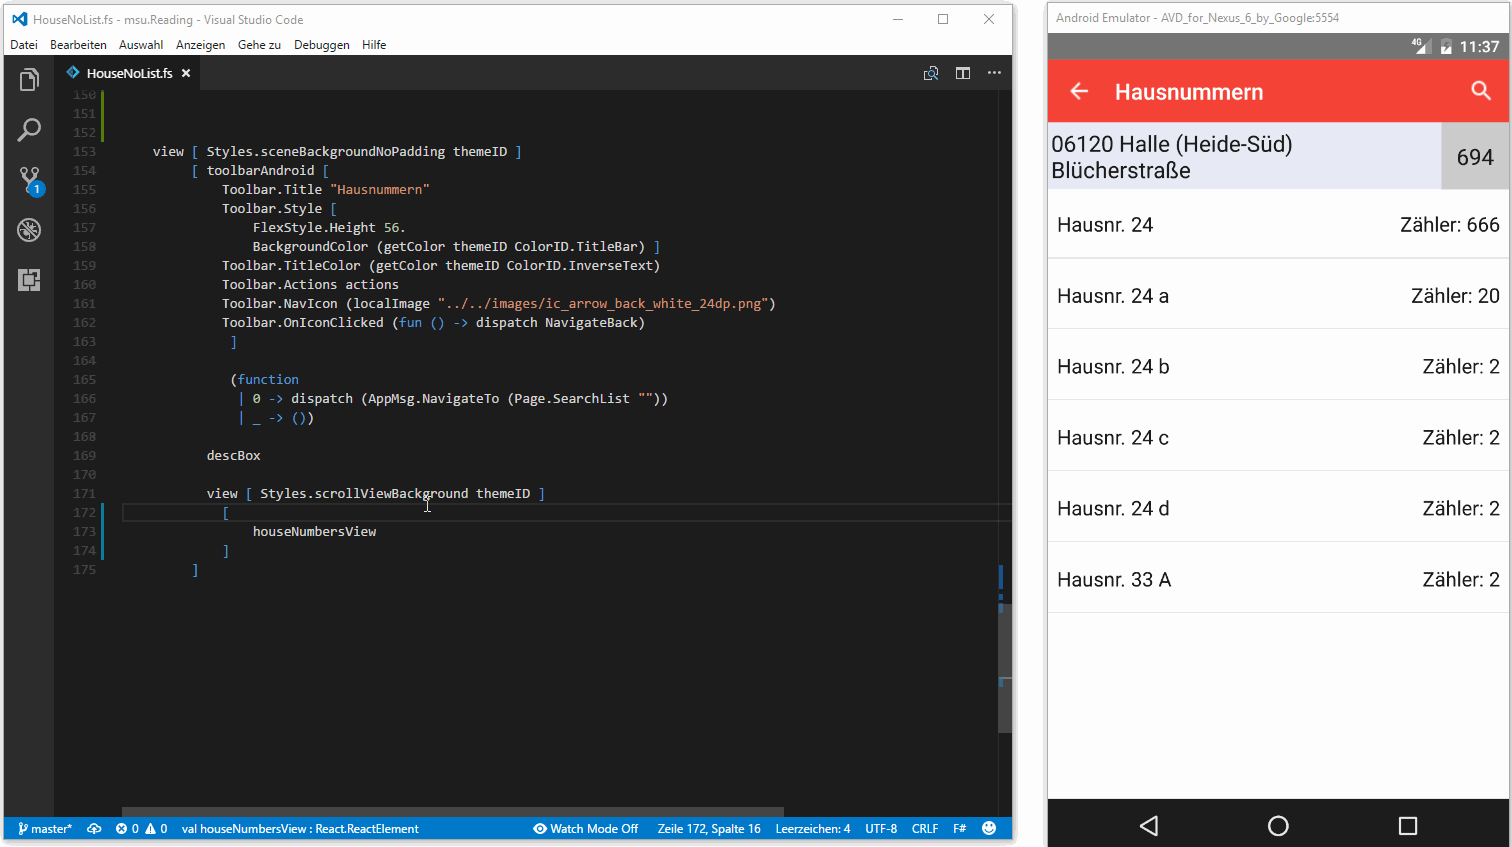 HouseNoList.fs - msu.Reading - Visual Studio Code
Datei Bearbeiten Auswahl Anzeigen Gehe zu Debuggen Hilfe
HouseNoList.fs
150
151
152
153 view [ Styles.sceneBackgroundNoPadding themeID ]
154 [ toolbarAndroid [
155 Toolbar.Title "Hausnummern"
156 Toolbar.Style [
157 FlexStyle.Height 56.
158 BackgroundColor (getColor themeID ColorID.TitleBar) ]
159 Toolbar.TitleColor (getColor themeID ColorID.InverseText)
160 Toolbar.Actions actions
161 Toolbar.NavIcon (localImage "../../images/ic_arrow_back_white_24dp.png")
162 Toolbar.OnIconClicked (fun () -> dispatch NavigateBack)
163 ]
164
165 (function
166 | 0 -> dispatch (AppMsg.NavigateTo (Page.SearchList ""))
167 | _ -> ())
168
169 descBox
170
171 view [ Styles.scrollViewBackground themeID ]
172 [
173 houseNumbersView
174 ]
175 ]
1
master* 0 0 val houseNumbersView : React.ReactElement Watch Mode Off Zeile 172, Spalte 16 Leerzeichen: 4 UTF-8 CRLF F#
Android Emulator - AVD_for_Nexus_6_by_Google:5554
4G 11:37
Hausnummern
06120 Halle (Heide-Süd)
Blücherstraße
694
Hausnr. 24 Zähler: 666
Hausnr. 24 a Zähler: 20
Hausnr. 24 b Zähler: 2
Hausnr. 24 c Zähler: 2
Hausnr. 24 d Zähler: 2
Hausnr. 33 A Zähler: 2